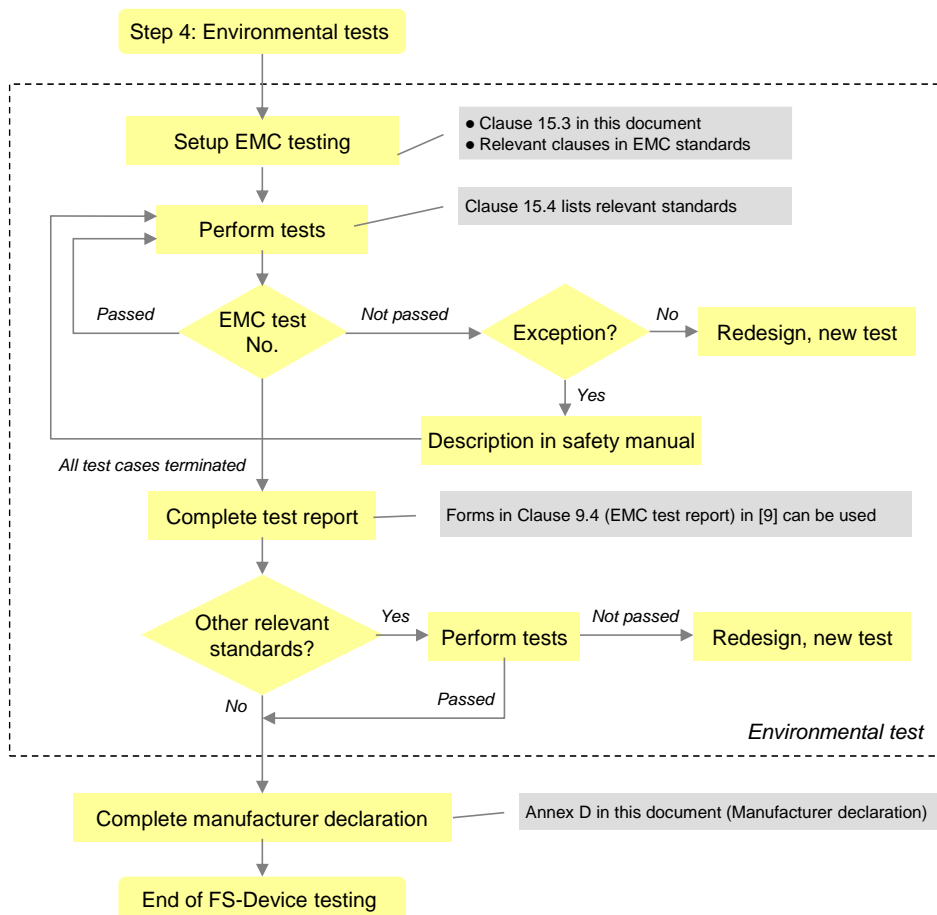 Step 4: Environmental tests
Setup EMC testing
● Clause 15.3 in this document
● Relevant clauses in EMC standards
Perform tests
Clause 15.4 lists relevant standards
Passed
EMC test
No.
Not passed
Exception?
No
Redesign, new test
Yes
Description in safety manual
All test cases terminated
Complete test report
Forms in Clause 9.4 (EMC test report) in [9] can be used
Other relevant
standards?
Yes
Perform tests
Not passed
Redesign, new test
No
Passed
Environmental test
Complete manufacturer declaration
Annex D in this document (Manufacturer declaration)
End of FS-Device testing